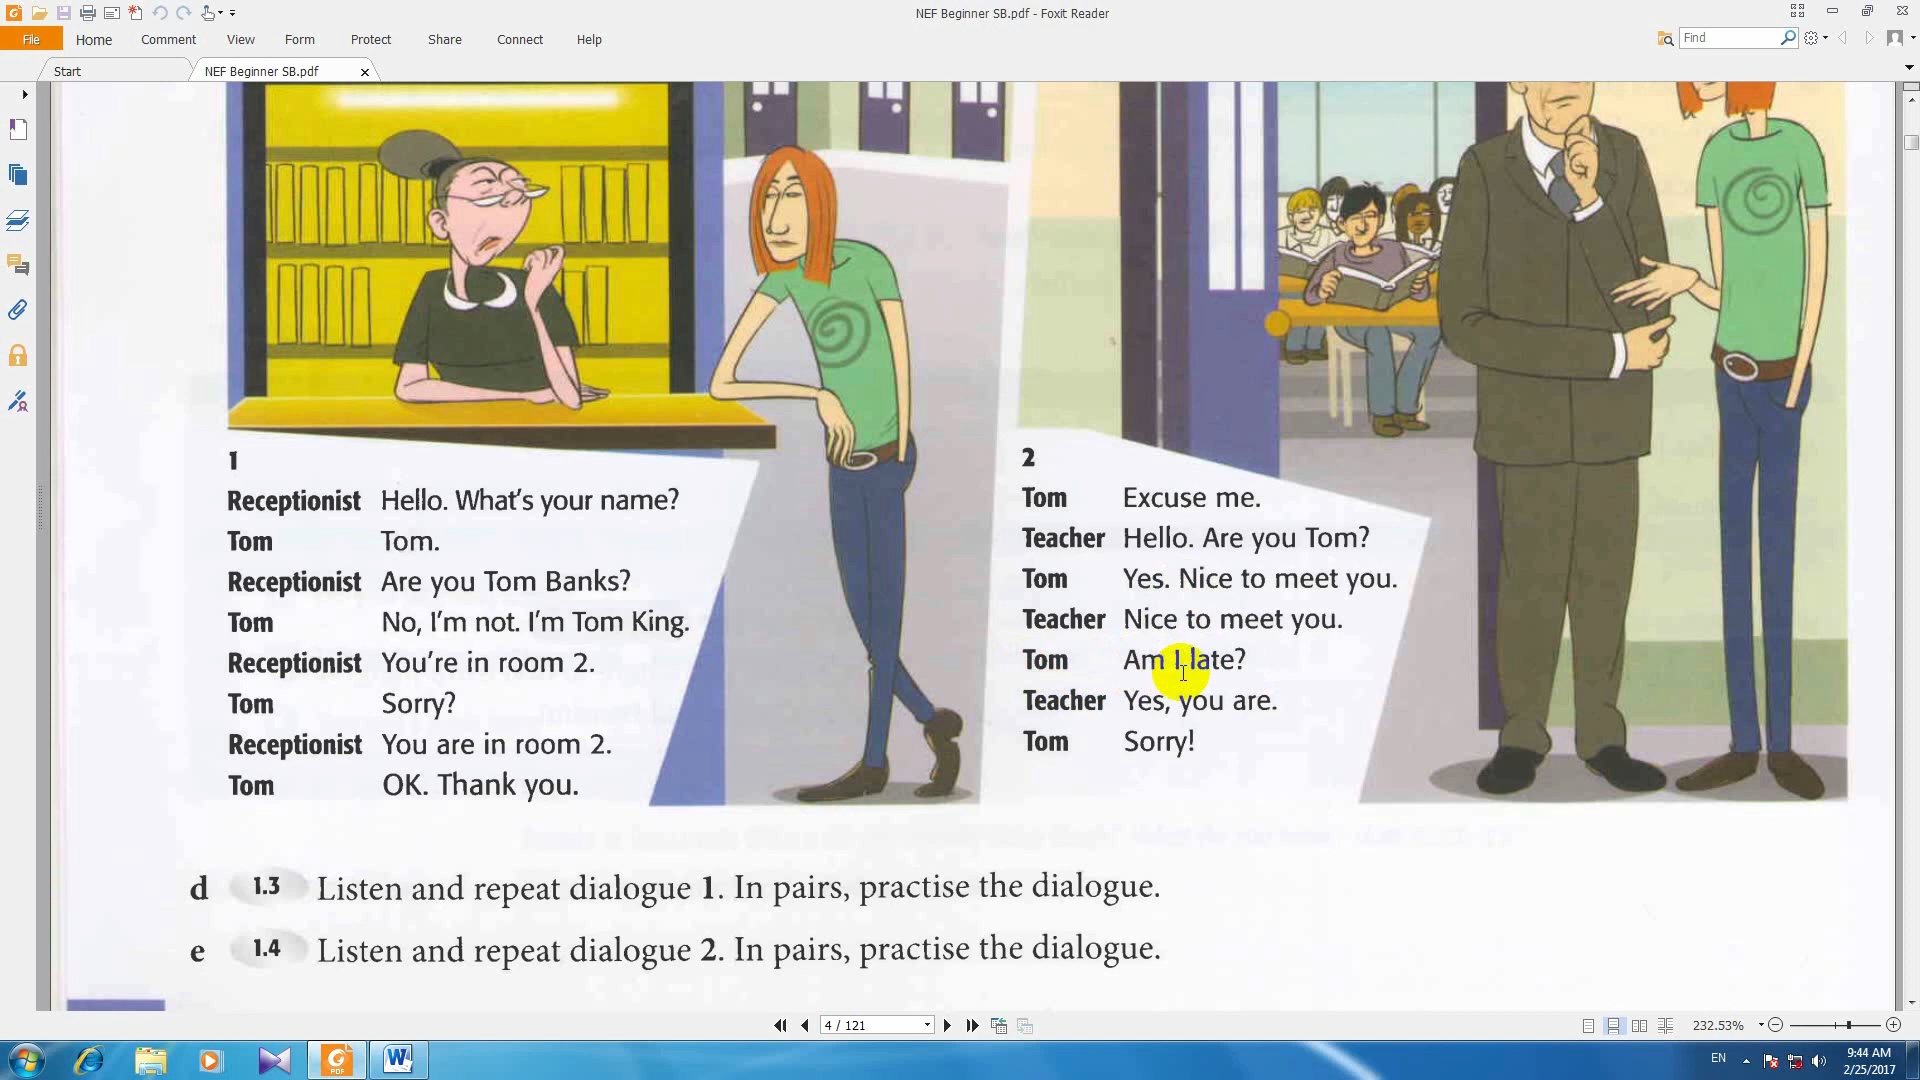 NEF Beginner SB.pdf - Foxit Reader
File Home Comment View Form Protect Share Connect Help
Find
Start
NEF Beginner SB.pdf
1
Receptionist Hello. What's your name?
Tom Tom.
Receptionist Are you Tom Banks?
Tom No, I'm not. I'm Tom King.
Receptionist You're in room 2.
Tom Sorry?
Receptionist You are in room 2.
Tom OK. Thank you.
2
Tom Excuse me.
Teacher Hello. Are you Tom?
Tom Yes. Nice to meet you.
Teacher Nice to meet you.
Tom Am I late?
Teacher Yes, you are.
Tom Sorry!
d 1.3 Listen and repeat dialogue 1. In pairs, practise the dialogue.
e 1.4 Listen and repeat dialogue 2. In pairs, practise the dialogue.
4 / 121
232.53%
PDF
W
EN
9:44 AM
2/25/2017